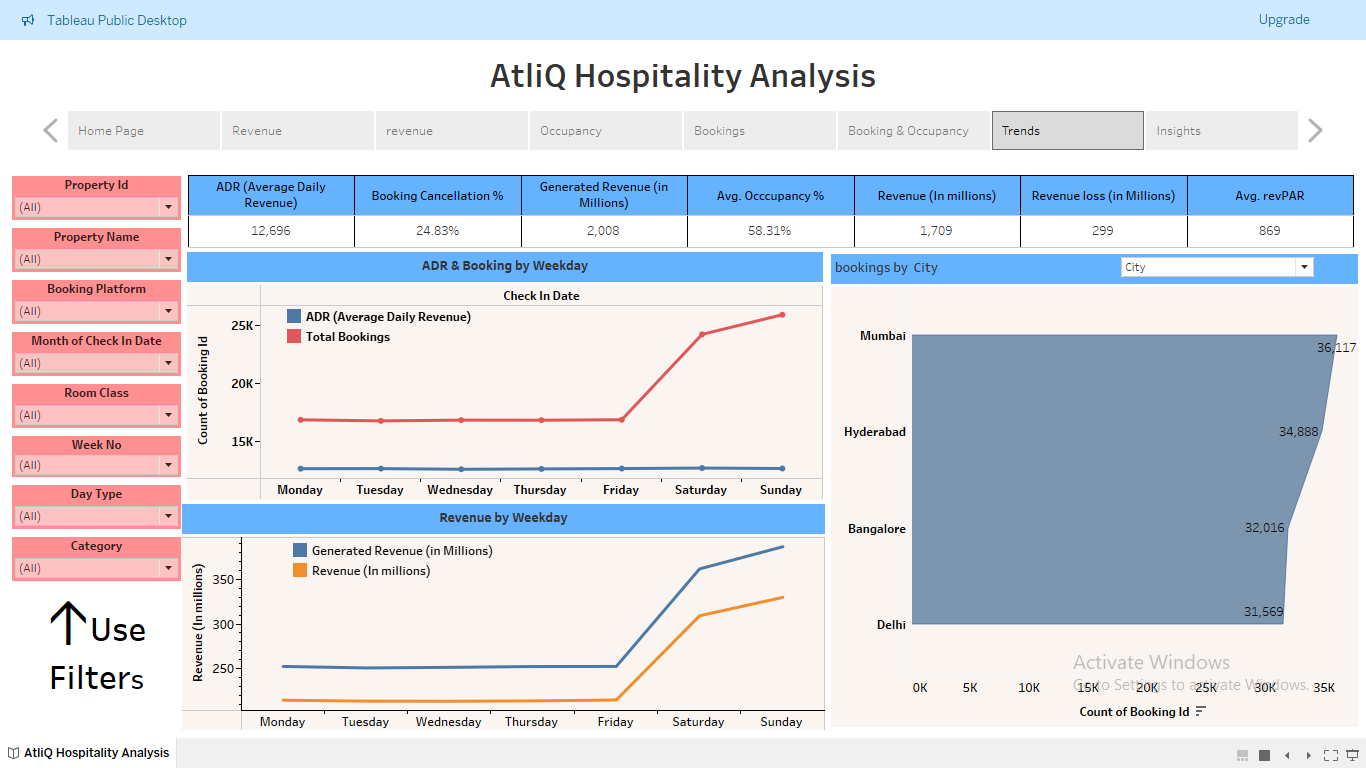 Tableau Public Desktop
Upgrade
AtliQ Hospitality Analysis
Home Page
Revenue
revenue
Occupancy
Bookings
Booking & Occupancy
Trends
Insights
Property Id
(All)
Property Name
(All)
Booking Platform
(All)
Month of Check In Date
(All)
Room Class
(All)
Week No
(All)
Day Type
(All)
Category
(All)
↑Use
Filters
ADR (Average Daily
Revenue)
Booking Cancellation %
Generated Revenue (in
Millions)
Avg. Occcupancy %
Revenue (In millions)
Revenue loss (in Millions)
Avg. revPAR
12,696
24.83%
2,008
58.31%
1,709
299
869
ADR & Booking by Weekday
Check In Date
ADR (Average Daily Revenue)
Total Bookings
Count of Booking Id
25K
20K
15K
Monday
Tuesday
Wednesday
Thursday
Friday
Saturday
Sunday
Revenue by Weekday
Generated Revenue (in Millions)
Revenue (In millions)
Revenue (In millions)
350
300
250
Monday
Tuesday
Wednesday
Thursday
Friday
Saturday
Sunday
bookings by City
City
Mumbai
36,117
Hyderabad
34,888
Bangalore
32,016
Delhi
31,569
0K
5K
10K
15K
20K
25K
30K
35K
Count of Booking Id
Activate Windows
Go to Settings to activate Windows.
AtliQ Hospitality Analysis